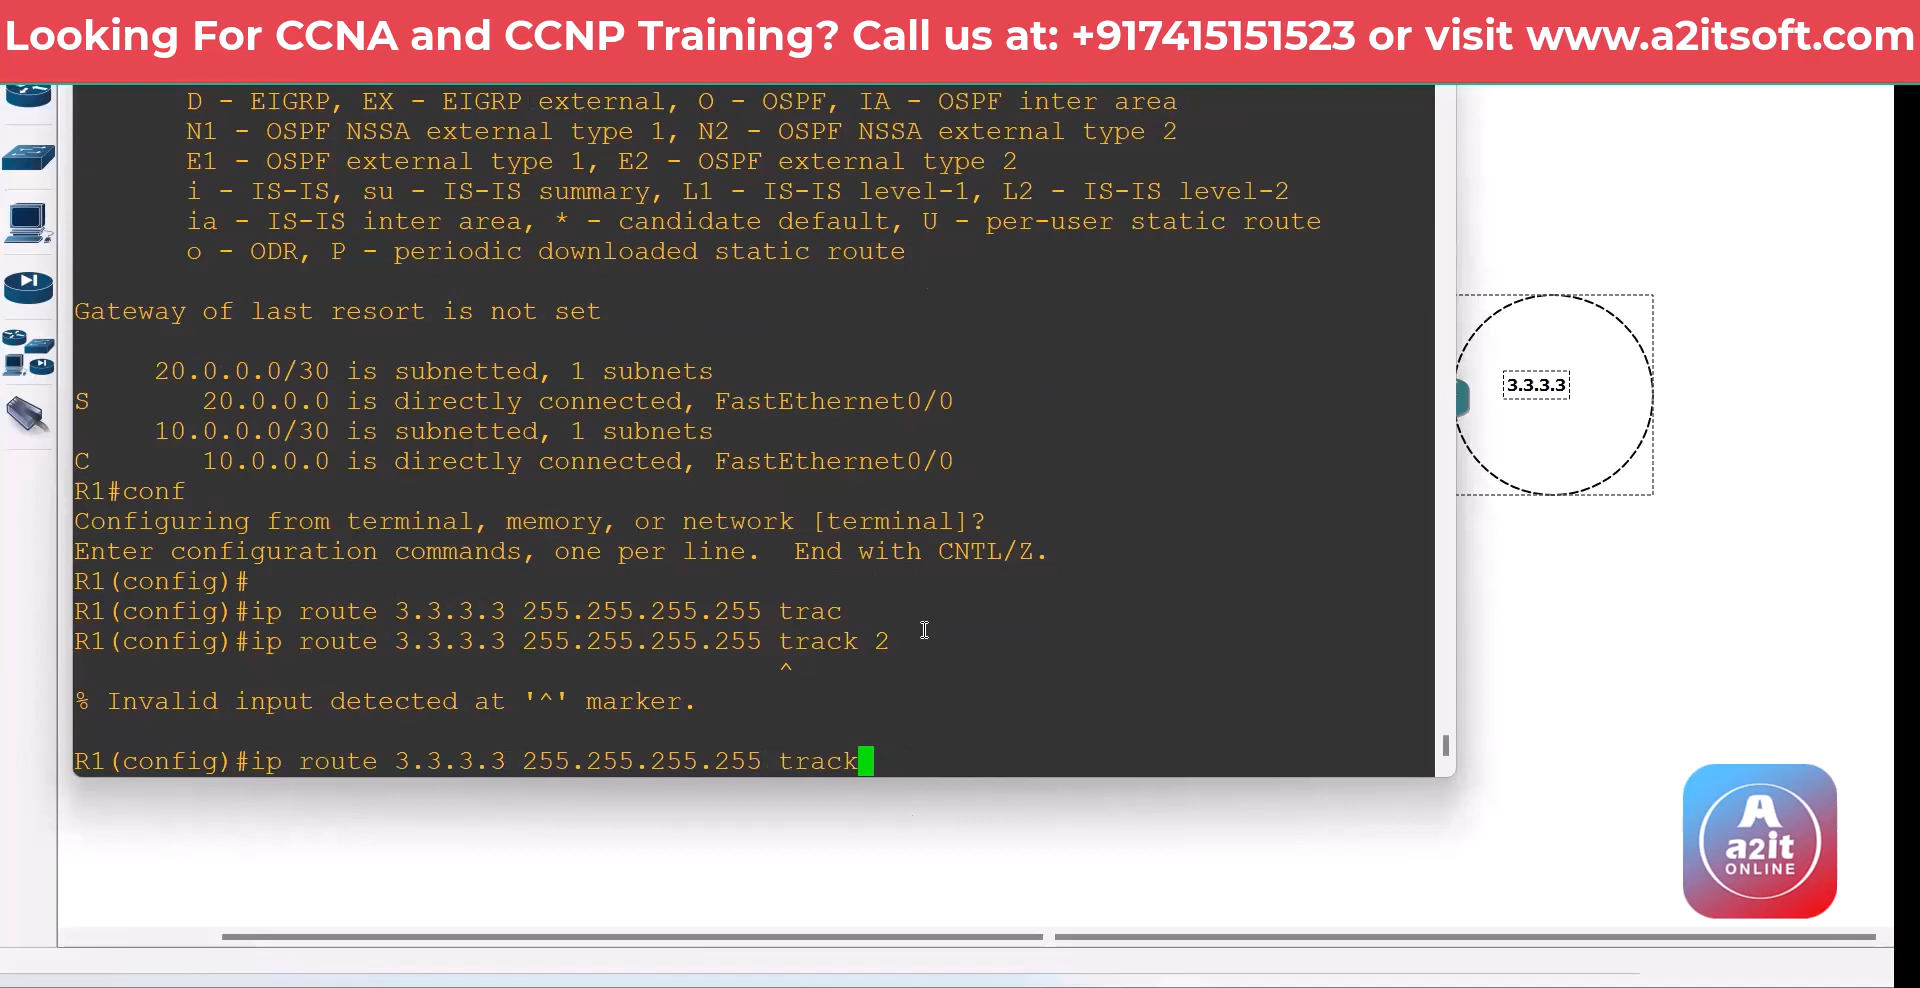 Looking For CCNA and CCNP Training? Call us at: +917415151523 or visit www.a2itsoft.com
D - EIGRP, EX - EIGRP external, O - OSPF, IA - OSPF inter area
N1 - OSPF NSSA external type 1, N2 - OSPF NSSA external type 2
E1 - OSPF external type 1, E2 - OSPF external type 2
i - IS-IS, su - IS-IS summary, L1 - IS-IS level-1, L2 - IS-IS level-2
ia - IS-IS inter area, * - candidate default, U - per-user static route
o - ODR, P - periodic downloaded static route
Gateway of last resort is not set
20.0.0.0/30 is subnetted, 1 subnets
S 20.0.0.0 is directly connected, FastEthernet0/0
10.0.0.0/30 is subnetted, 1 subnets
C 10.0.0.0 is directly connected, FastEthernet0/0
R1#conf
Configuring from terminal, memory, or network [terminal]?
Enter configuration commands, one per line. End with CNTL/Z.
R1(config)#
R1(config)#ip route 3.3.3.3 255.255.255.255 trac
R1(config)#ip route 3.3.3.3 255.255.255.255 track 2
^
% Invalid input detected at '^' marker.
R1(config)#ip route 3.3.3.3 255.255.255.255 track
3.3.3.3
A
a2it
ONLINE